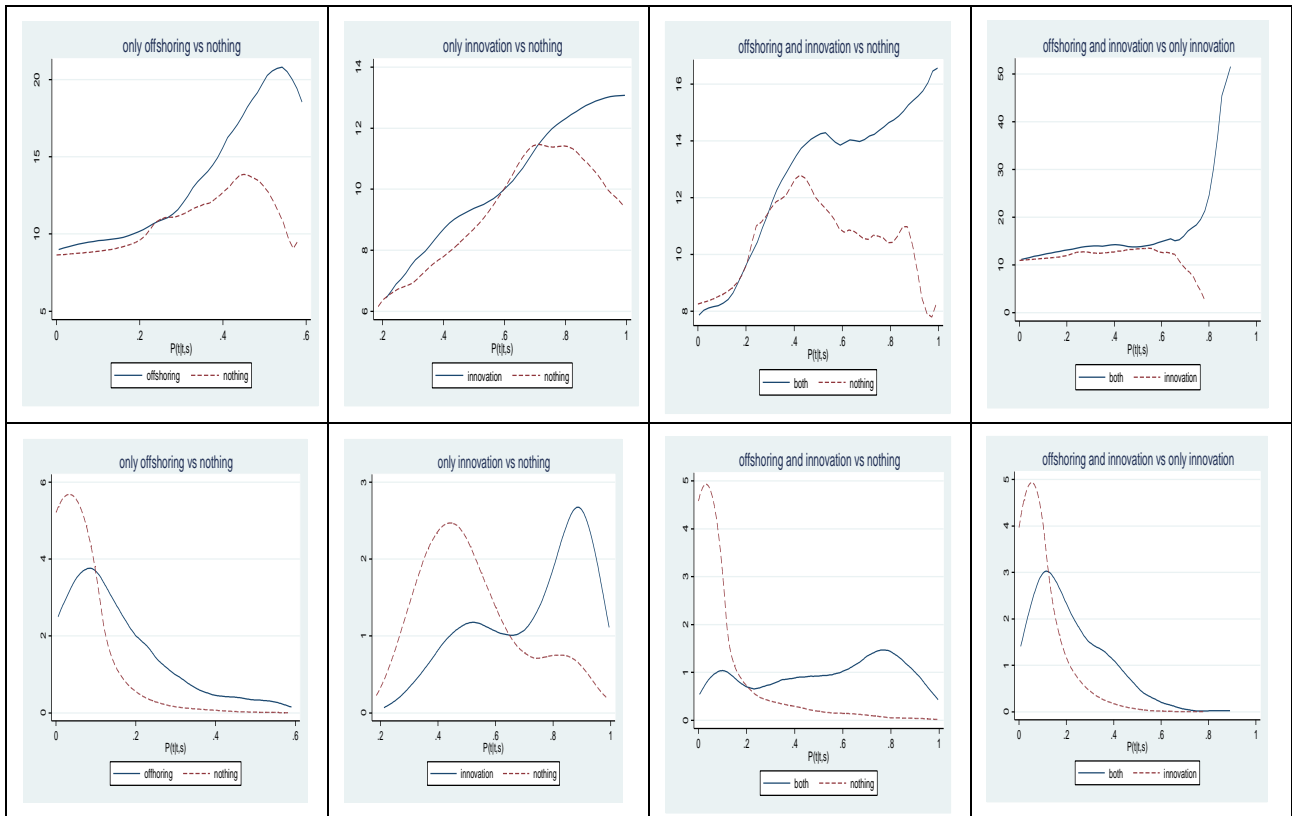 only offshoring vs nothing
20
15
10
5
0 .2 .4 .6
P(t|t,s)
offshoring nothing
only innovation vs nothing
14
12
10
8
6
.2 .4 .6 .8 1
P(t|t,s)
innovation nothing
offshoring and innovation vs nothing
16
14
12
10
8
0 .2 .4 .6 .8 1
P(t|t,s)
both nothing
offshoring and innovation vs only innovation
50
40
30
20
10
0
0 .2 .4 .6 .8 1
P(t|t,s)
both innovation
only offshoring vs nothing
6
4
2
0
0 .2 .4 .6
P(t|t,s)
offhoring nothing
only innovation vs nothing
3
2
1
0
.2 .4 .6 .8 1
P(t|t,s)
innovation nothing
offshoring and innovation vs nothing
5
4
3
2
1
0
0 .2 .4 .6 .8 1
P(t|t,s)
both nothing
offshoring and innovation vs only innovation
5
4
3
2
1
0
0 .2 .4 .6 .8 1
P(t|t,s)
both innovation